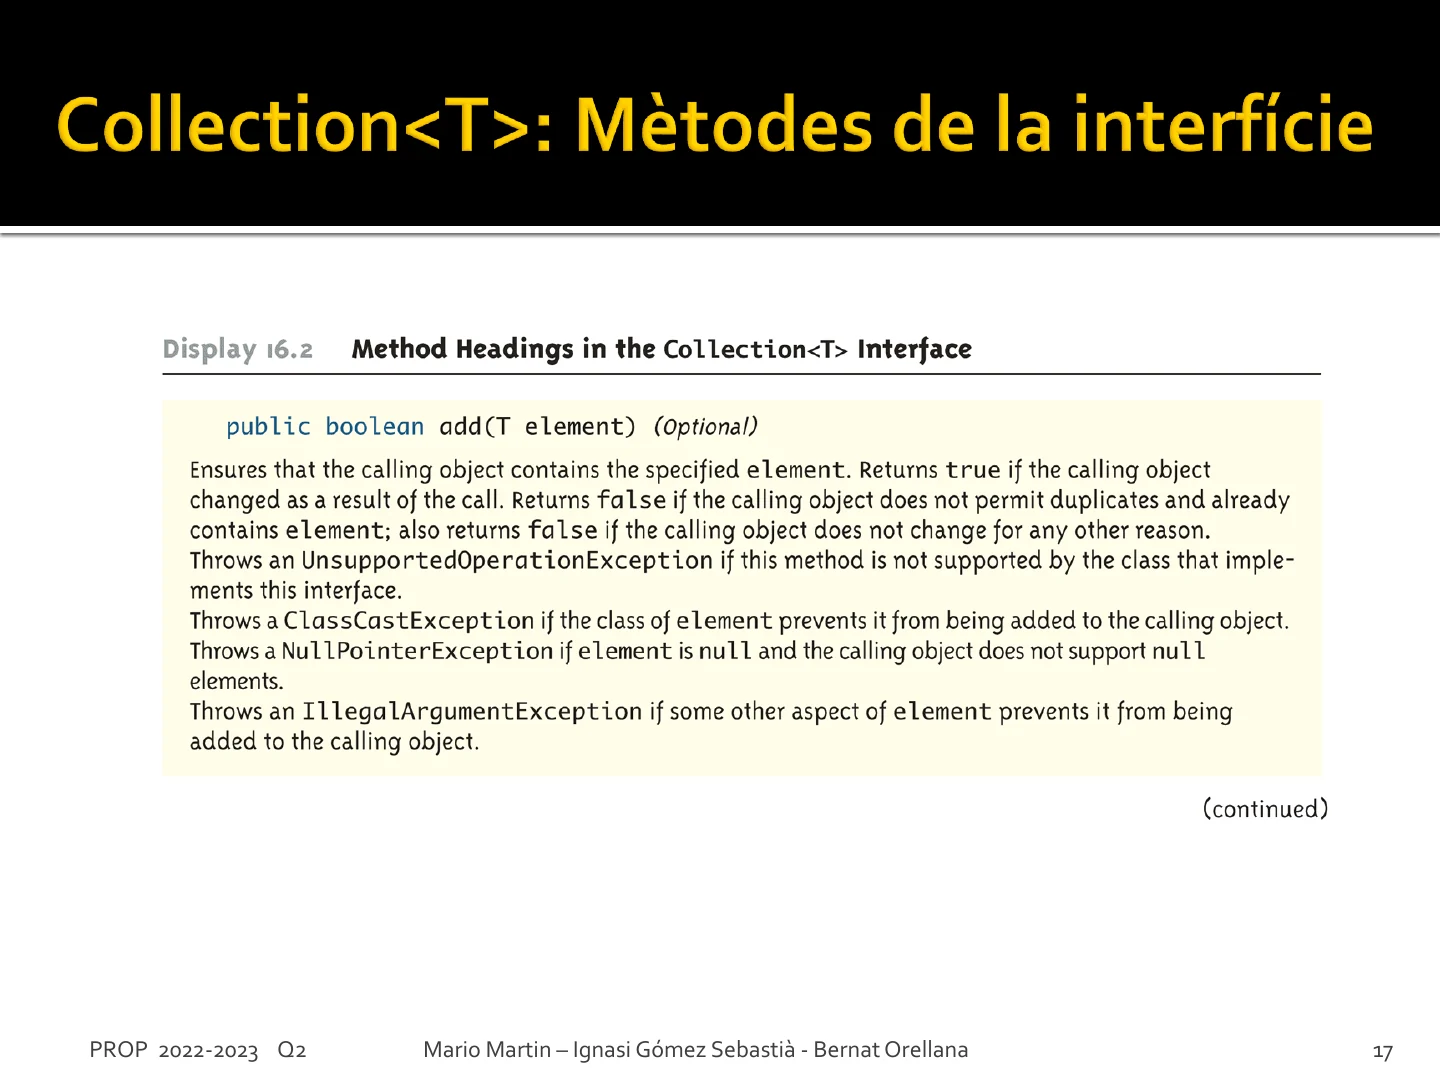 Collection<T>: Mètodes de la interfície
Display 16.2 Method Headings in the Collection<T> Interface
public boolean add(T element) (Optional)
Ensures that the calling object contains the specified element. Returns true if the calling object
changed as a result of the call. Returns false if the calling object does not permit duplicates and already
contains element; also returns false if the calling object does not change for any other reason.
Throws an UnsupportedOperationException if this method is not supported by the class that imple-
ments this interface.
Throws a ClassCastException if the class of element prevents it from being added to the calling object.
Throws a NullPointerException if element is null and the calling object does not support null
elements.
Throws an IllegalArgumentException if some other aspect of element prevents it from being
added to the calling object.
(continued)
PROP 2022-2023 Q2 Mario Martin – Ignasi Gómez Sebastià - Bernat Orellana 17